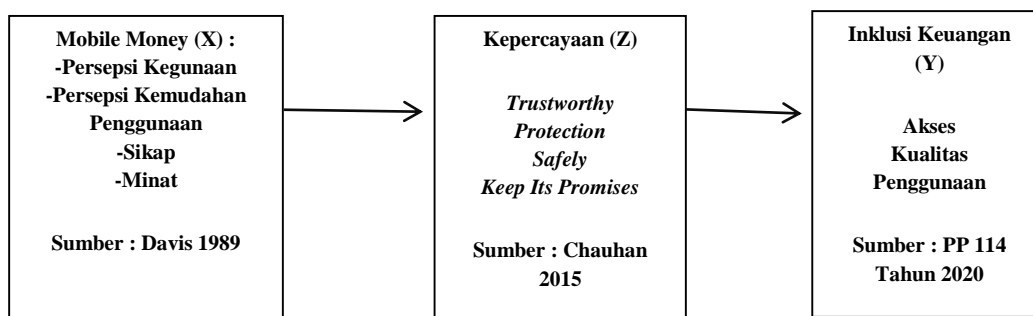 Mobile Money (X) :
-Persepsi Kegunaan
-Persepsi Kemudahan
Penggunaan
-Sikap
-Minat
Sumber : Davis 1989
Kepercayaan (Z)
Trustworthy
Protection
Safely
Keep Its Promises
Sumber : Chauhan
2015
Inklusi Keuangan
(Y)
Akses
Kualitas
Penggunaan
Sumber : PP 114
Tahun 2020